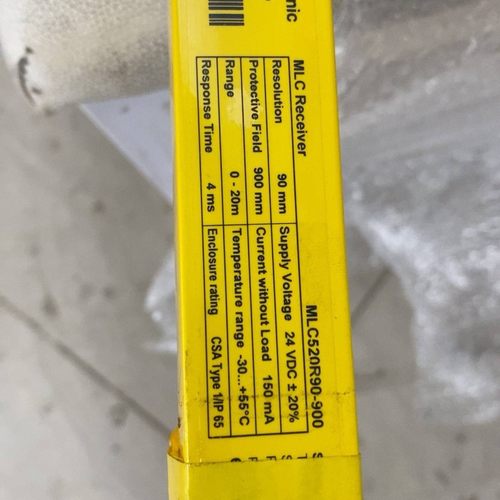 nic
MLC Receiver MLC520R90-900
Resolution 90 mm Supply Voltage 24 VDC ± 20%
Protective Field 900 mm Current without Load 150 mA
Range 0 - 20m Temperature range -30...+55°C
Response Time 4 ms Enclosure rating CSA Type 1/IP 65